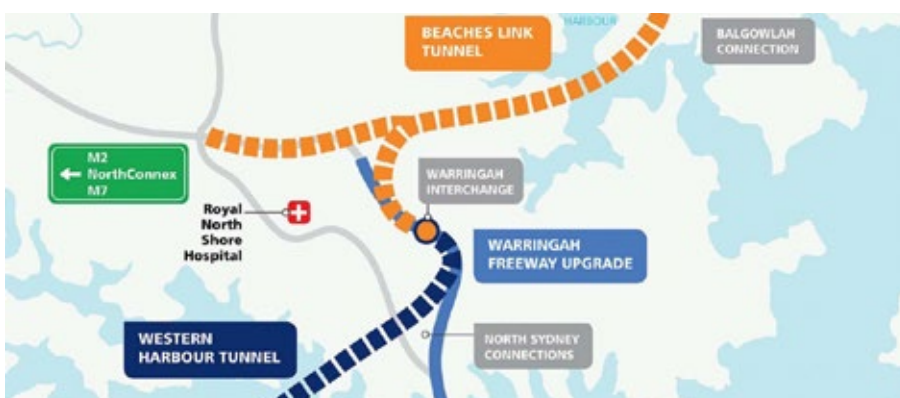 HARBOUR
BEACHES LINK
TUNNEL
BALGOWLAH
CONNECTION
M2
NorthConnex
M7
WARRINGAH
INTERCHANGE
Royal
North
Shore
Hospital
WARRINGAH
FREEWAY UPGRADE
WESTERN
HARBOUR TUNNEL
NORTH SYDNEY
CONNECTIONS